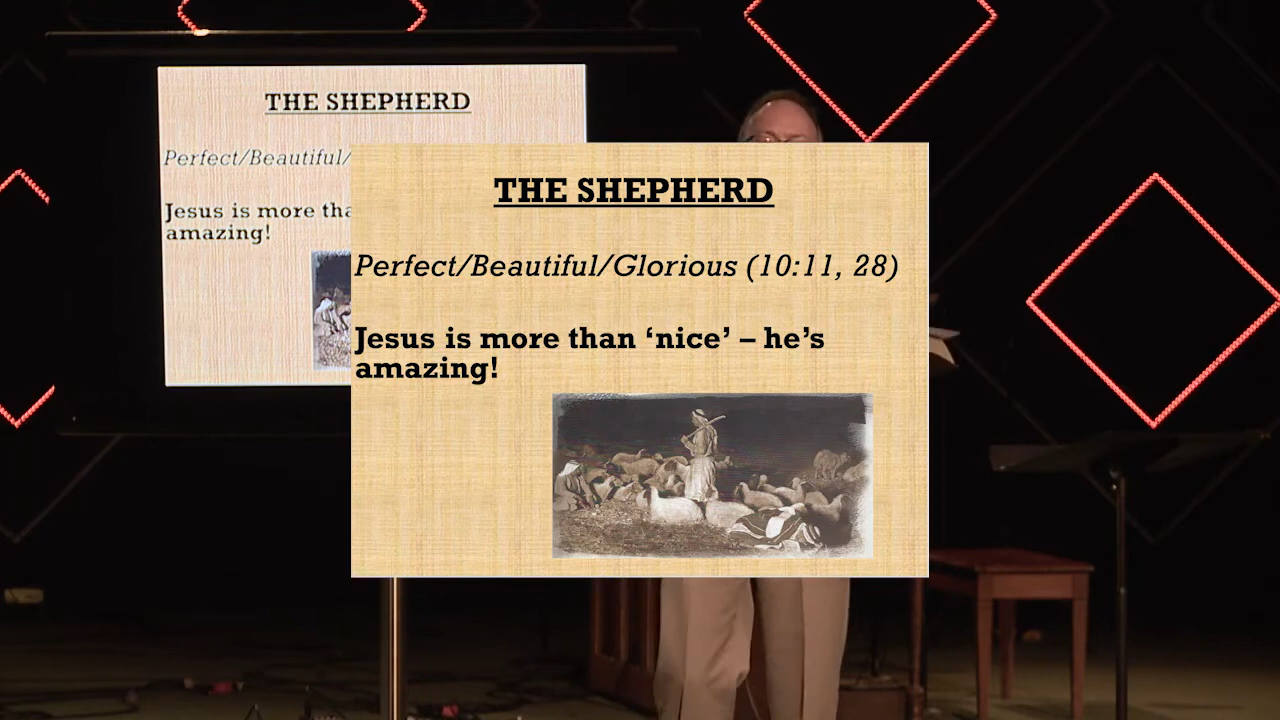 THE SHEPHERD
Perfect/Beautiful/
Jesus is more tha
amazing!
THE SHEPHERD
Perfect/Beautiful/Glorious (10:11, 28)
Jesus is more than ‘nice’ – he’s
amazing!